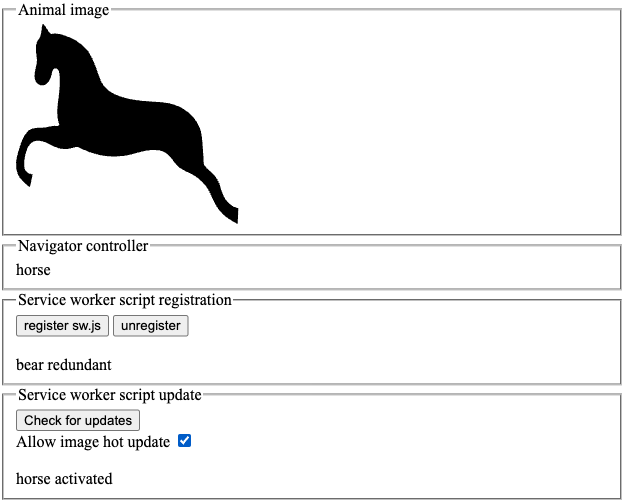 Animal image
Navigator controller
horse
Service worker script registration
register sw.js unregister
bear redundant
Service worker script update
Check for updates
Allow image hot update
horse activated